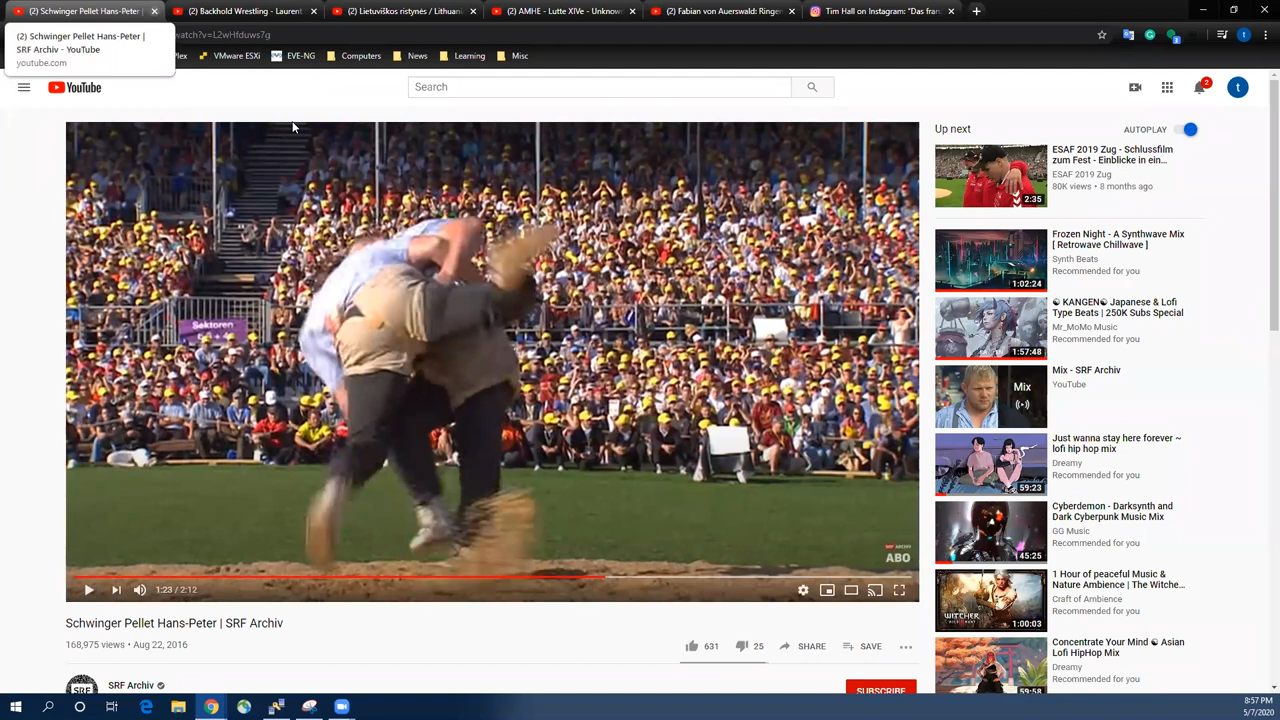 (2) Schwinger Pellet Hans-Peter |
(2) Backhold Wrestling - Laurent
(2) Lietuviškos ristynės / Lithuan
(2) AMHE - Lutte XIVe - Unknown
(2) Fabian von Auerswald: Ringen
Tim Hall on Instagram: "Das fran
(2) Schwinger Pellet Hans-Peter |
SRF Archiv - YouTube
youtube.com
watch?v=L2wHfduws7g
Plex
VMware ESXi
EVE-NG
Computers
News
Learning
Misc
YouTube
Search
2
t
Sektoren
SRF ARCHIV
ABO
1:23 / 2:12
Schwinger Pellet Hans-Peter | SRF Archiv
168,975 views • Aug 22, 2016
631
25
SHARE
SAVE
SRF
SRF Archiv
SUBSCRIBE
Up next
AUTOPLAY
2:35
ESAF 2019 Zug - Schlussfilm
zum Fest - Einblicke in ein...
ESAF 2019 Zug
80K views • 8 months ago
1:02:24
Frozen Night - A Synthwave Mix
[ Retrowave Chillwave ]
Synth Beats
Recommended for you
1:57:48
☯ KANGEN☯ Japanese & Lofi
Type Beats | 250K Subs Special
Mr_MoMo Music
Recommended for you
Mix
Mix - SRF Archiv
YouTube
59:23
Just wanna stay here forever ~
lofi hip hop mix
Dreamy
Recommended for you
45:25
Cyberdemon - Darksynth and
Dark Cyberpunk Music Mix
GG Music
Recommended for you
WITCHER
1:00:03
1 Hour of peaceful Music &
Nature Ambience | The Witche...
Craft of Ambience
Recommended for you
59:58
Concentrate Your Mind ☯ Asian
Lofi HipHop Mix
Dreamy
Recommended for you
8:57 PM
5/7/2020